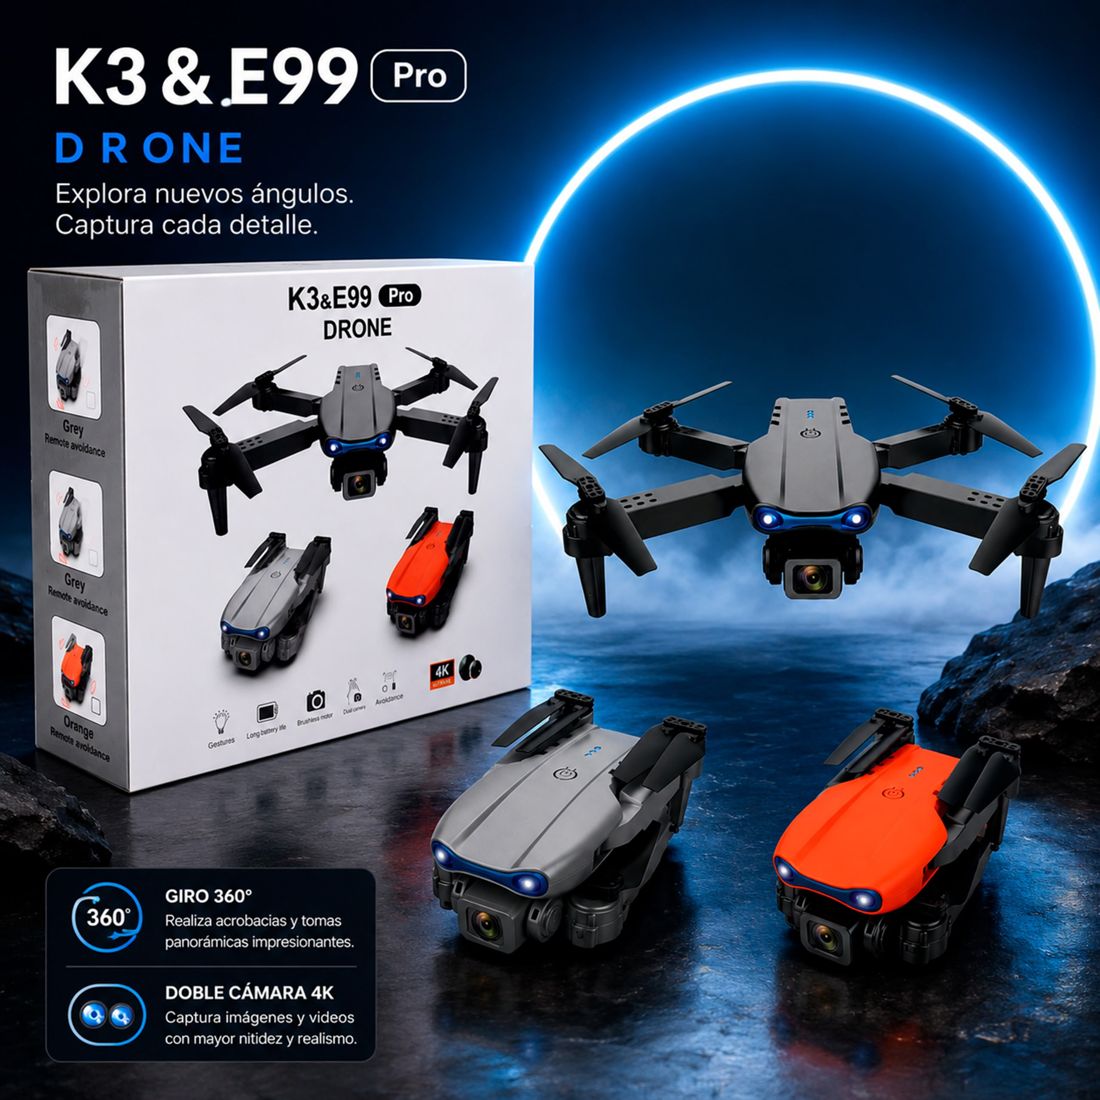 K3 & E99 Pro
DRONE
Explora nuevos ángulos.
Captura cada detalle.
K3&E99 Pro
DRONE
Grey
Remote avoidance
Grey
Remote avoidance
Orange
Remote avoidance
4K
Gestures
Long battery life
Brushless motor
Dual camera
Avoidance
360°
GIRO 360°
Realiza acrobacias y tomas
panorámicas impresionantes.
DOBLE CÁMARA 4K
Captura imágenes y videos
con mayor nitidez y realismo.